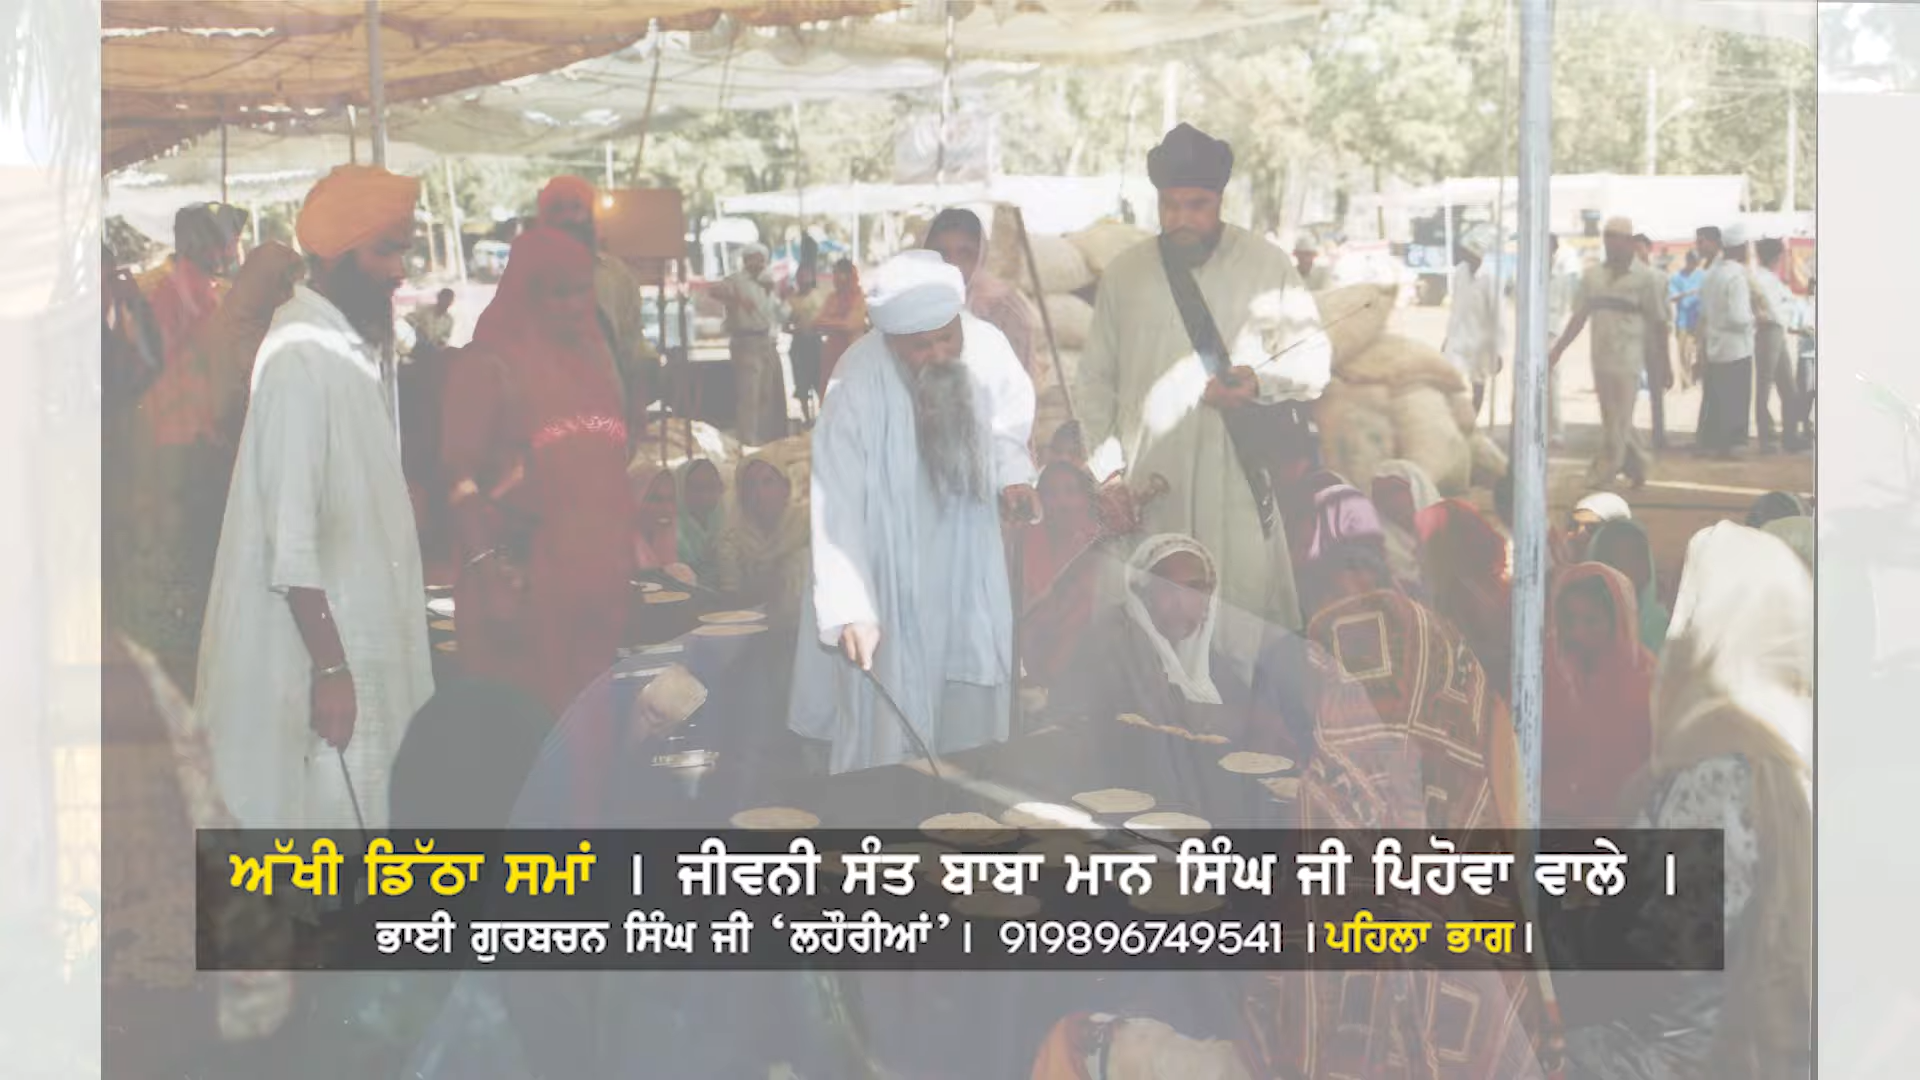 ਅੱਖੀ ਡਿੱਠਾ ਸਮਾਂ । ਜੀਵਨੀ ਸੰਤ ਬਾਬਾ ਮਾਨ ਸਿੰਘ ਜੀ ਪਿਹੋਵਾ ਵਾਲੇ ।
ਭਾਈ ਗੁਰਬਚਨ ਸਿੰਘ ਜੀ ‘ਲਹੌਰੀਆਂ’ । 919896749541 । ਪਹਿਲਾ ਭਾਗ ।